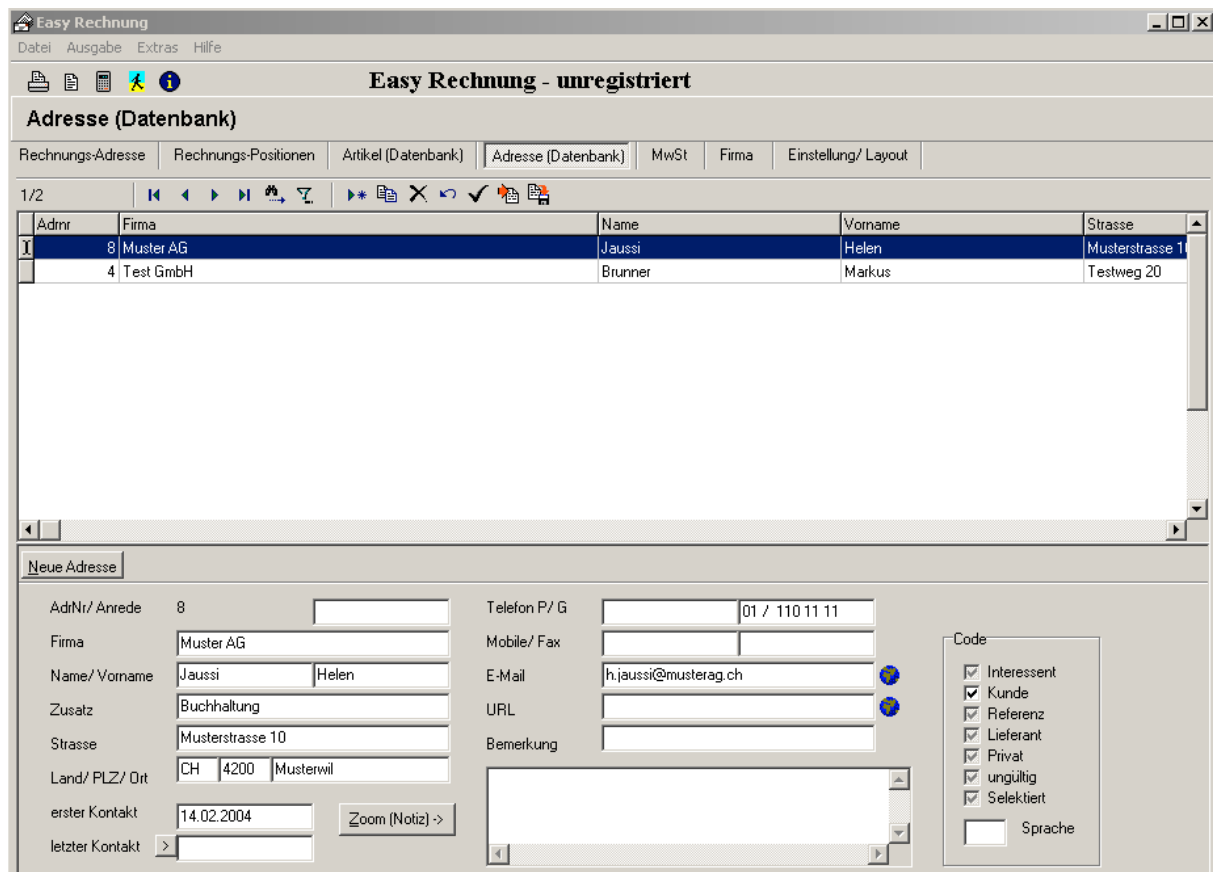 Easy Rechnung
Datei Ausgabe Extras Hilfe
Easy Rechnung - unregistriert
Adresse (Datenbank)
Rechnungs-Adresse Rechnungs-Positionen Artikel (Datenbank) Adresse (Datenbank) MwSt Firma Einstellung/ Layout
1/2
Adrnr Firma Name Vorname Strasse
8 Muster AG Jaussi Helen Musterstrasse 10
4 Test GmbH Brunner Markus Testweg 20
Neue Adresse
AdrNr/ Anrede 8 Telefon P/ G 01 / 110 11 11
Firma Muster AG Mobile/ Fax Code
Name/ Vorname Jaussi Helen E-Mail h.jaussi@musterag.ch Interessent
Kunde
Zusatz Buchhaltung URL Referenz
Strasse Musterstrasse 10 Bemerkung Lieferant
Privat
Land/ PLZ/ Ort CH 4200 Musterwil ungültig
Selektiert
erster Kontakt 14.02.2004 Zoom (Notiz) -> Sprache
letzter Kontakt >